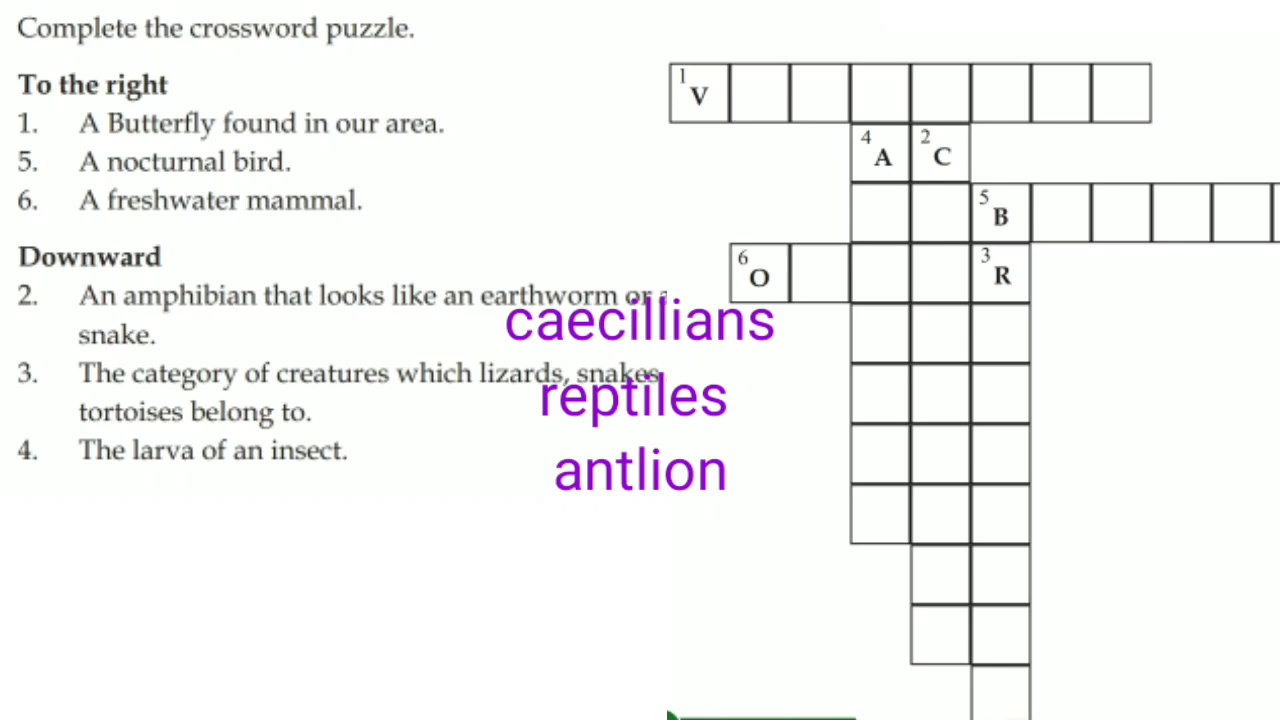 Complete the crossword puzzle.
To the right
1. A Butterfly found in our area.
5. A nocturnal bird.
6. A freshwater mammal.
Downward
2. An amphibian that looks like an earthworm or
snake.
3. The category of creatures which lizards, snakes
tortoises belong to.
4. The larva of an insect.
caecillians
reptiles
antlion
1 V
4 A 2 C
5 B
6 O 3 R